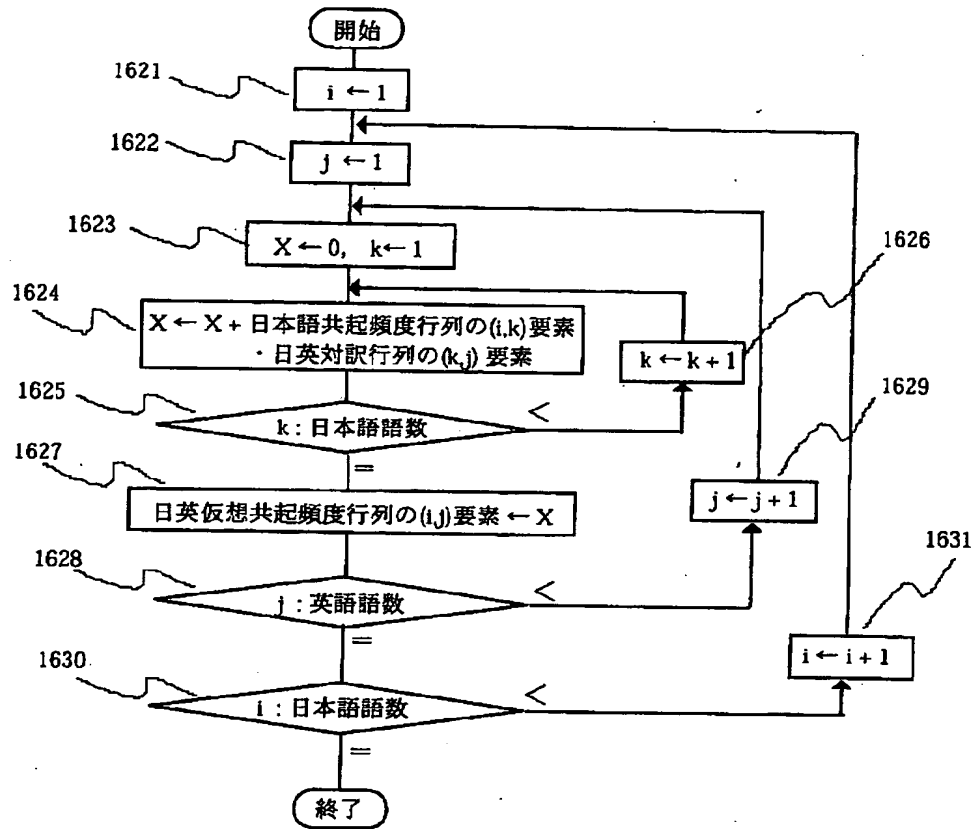 開始
1621
i ← 1
1622
j ← 1
1623
X ← 0, k ← 1
1626
1624
X ← X + 日本語共起頻度行列の(i,k)要素
・日英対訳行列の(k,j) 要素
k ← k + 1
1625
k : 日本語語数
<
1629
=
1627
日英仮想共起頻度行列の(i,j)要素 ← X
j ← j + 1
1631
1628
j : 英語語数
<
=
i ← i + 1
1630
i : 日本語語数
<
=
終了